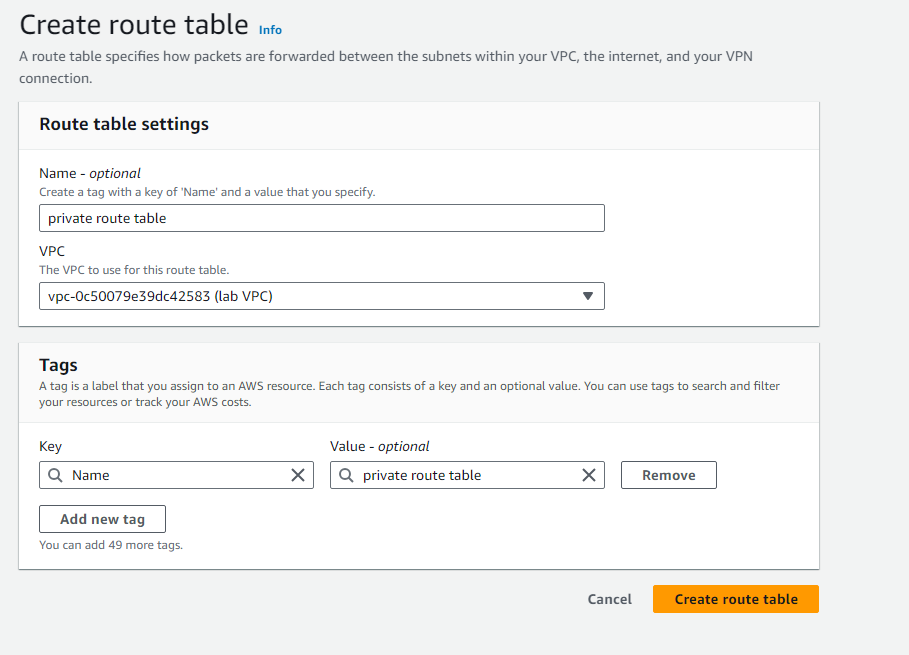 Create route table Info
A route table specifies how packets are forwarded between the subnets within your VPC, the internet, and your VPN
connection.
Route table settings
Name - optional
Create a tag with a key of 'Name' and a value that you specify.
private route table
VPC
The VPC to use for this route table.
vpc-0c50079e39dc42583 (lab VPC)
Tags
A tag is a label that you assign to an AWS resource. Each tag consists of a key and an optional value. You can use tags to search and filter
your resources or track your AWS costs.
Key Value - optional
Name private route table Remove
Add new tag
You can add 49 more tags.
Cancel Create route table